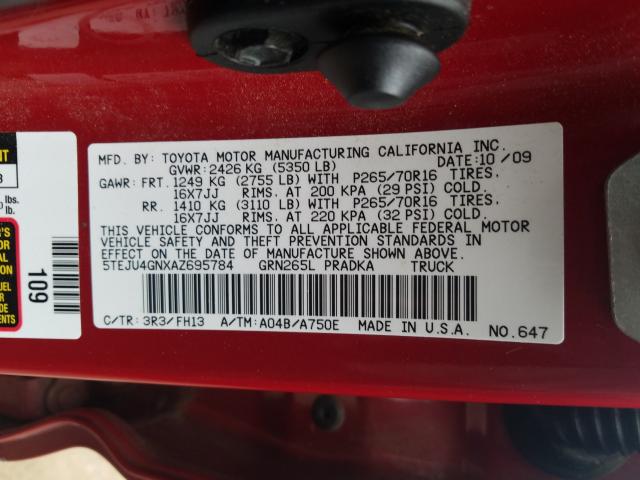 MFD. BY: TOYOTA MOTOR MANUFACTURING CALIFORNIA INC.
GVWR: 2426 KG (5350 LB) DATE: 10/09
GAWR: FRT. 1249 KG (2755 LB) WITH P265/70R16 TIRES.
16X7JJ RIMS. AT 200 KPA (29 PSI) COLD.
RR. 1410 KG (3110 LB) WITH P265/70R16 TIRES.
16X7JJ RIMS. AT 220 KPA (32 PSI) COLD.
THIS VEHICLE CONFORMS TO ALL APPLICABLE FEDERAL MOTOR
VEHICLE SAFETY AND THEFT PREVENTION STANDARDS IN
EFFECT ON THE DATE OF MANUFACTURE SHOWN ABOVE.
5TEJU4GNXAZ695784 GRN265L PRADKA TRUCK
C/TR: 3R3/FH13 A/TM: A04B/A750E MADE IN U.S.A. NO. 647
109
lbs.
lbs.